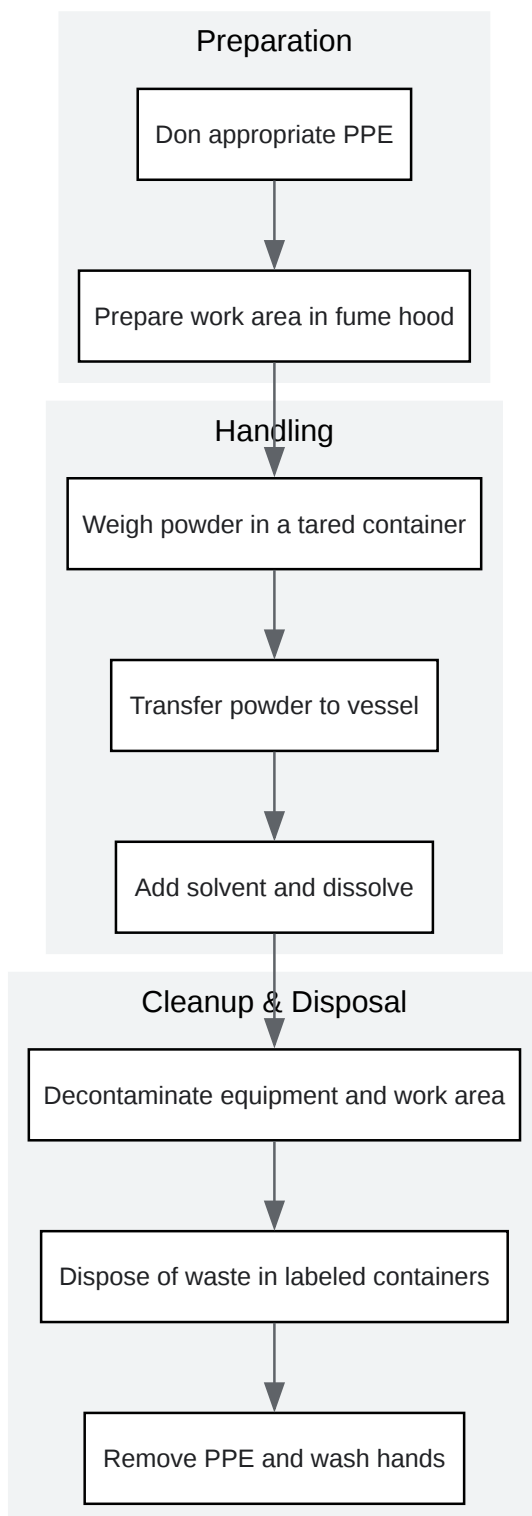 Preparation
Don appropriate PPE
Prepare work area in fume hood
Handling
Weigh powder in a tared container
Transfer powder to vessel
Add solvent and dissolve
Cleanup & Disposal
Decontaminate equipment and work area
Dispose of waste in labeled containers
Remove PPE and wash hands